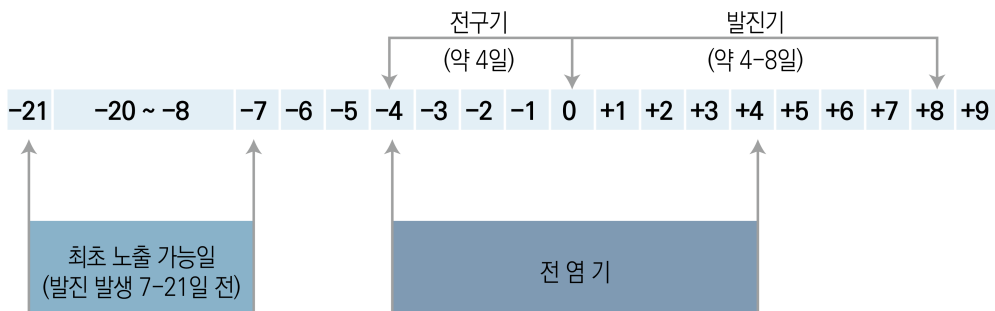 전구기
(약 4일)
발진기
(약 4-8일)
-21 -20 ~ -8 -7 -6 -5 -4 -3 -2 -1 0 +1 +2 +3 +4 +5 +6 +7 +8 +9
최초 노출 가능일
(발진 발생 7-21일 전)
전 염 기